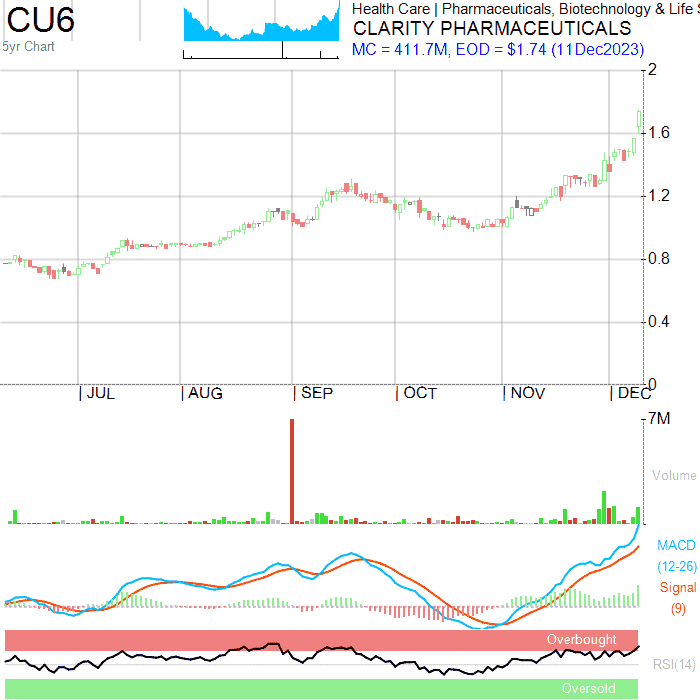 CU6
5yr Chart
Health Care | Pharmaceuticals, Biotechnology & Life S
CLARITY PHARMACEUTICALS
MC = 411.7M, EOD = $1.74 (11Dec2023)
2
1.6
1.2
0.8
0.4
0
| JUL | AUG | SEP | OCT | NOV | DEC
7M
Volume
MACD
(12-26)
Signal
(9)
Overbought
RSI(14)
Oversold